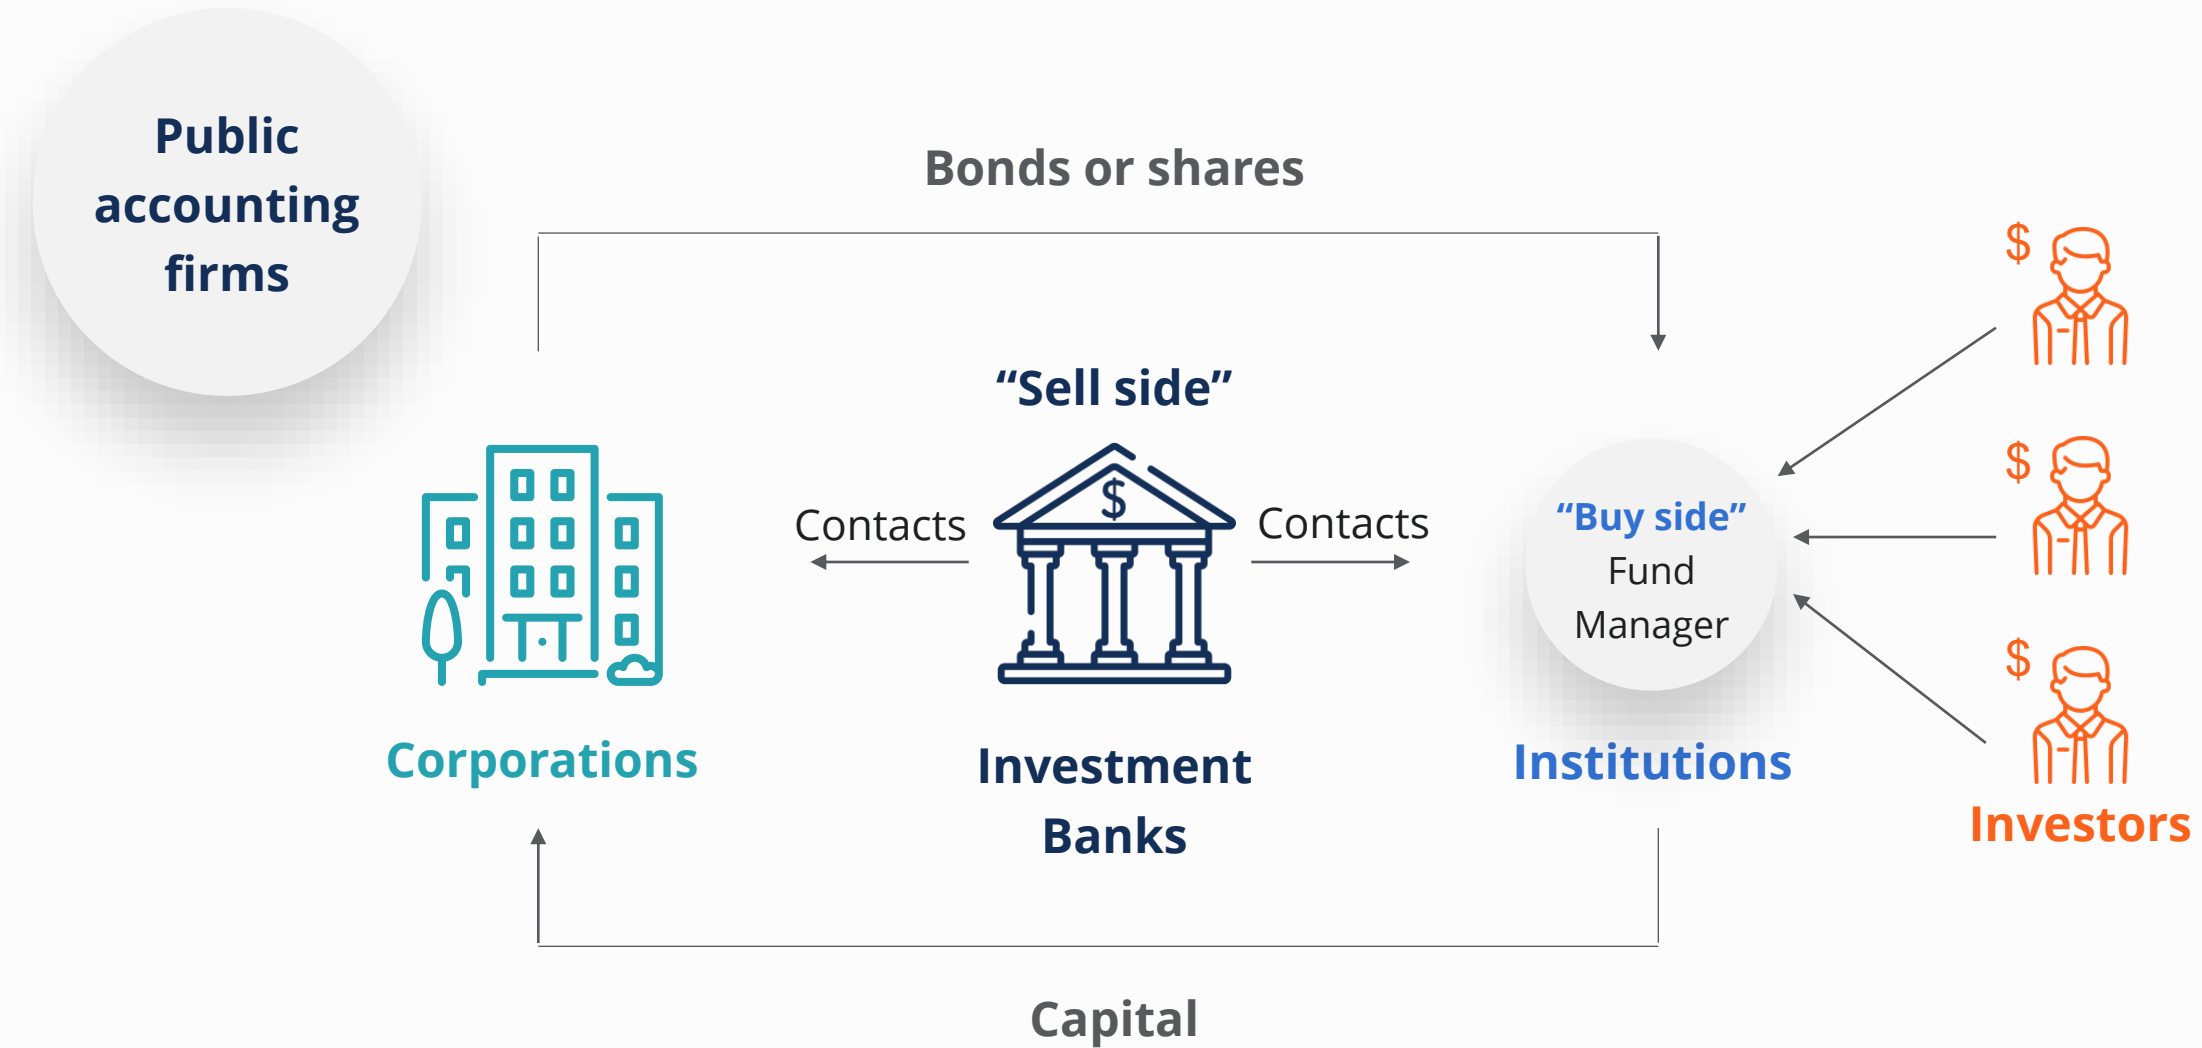 Public
accounting
firms
Bonds or shares
$
“Sell side”
$
$
Contacts
Contacts
“Buy side”
Fund
Manager
$
Corporations
Investment
Banks
Institutions
Investors
Capital